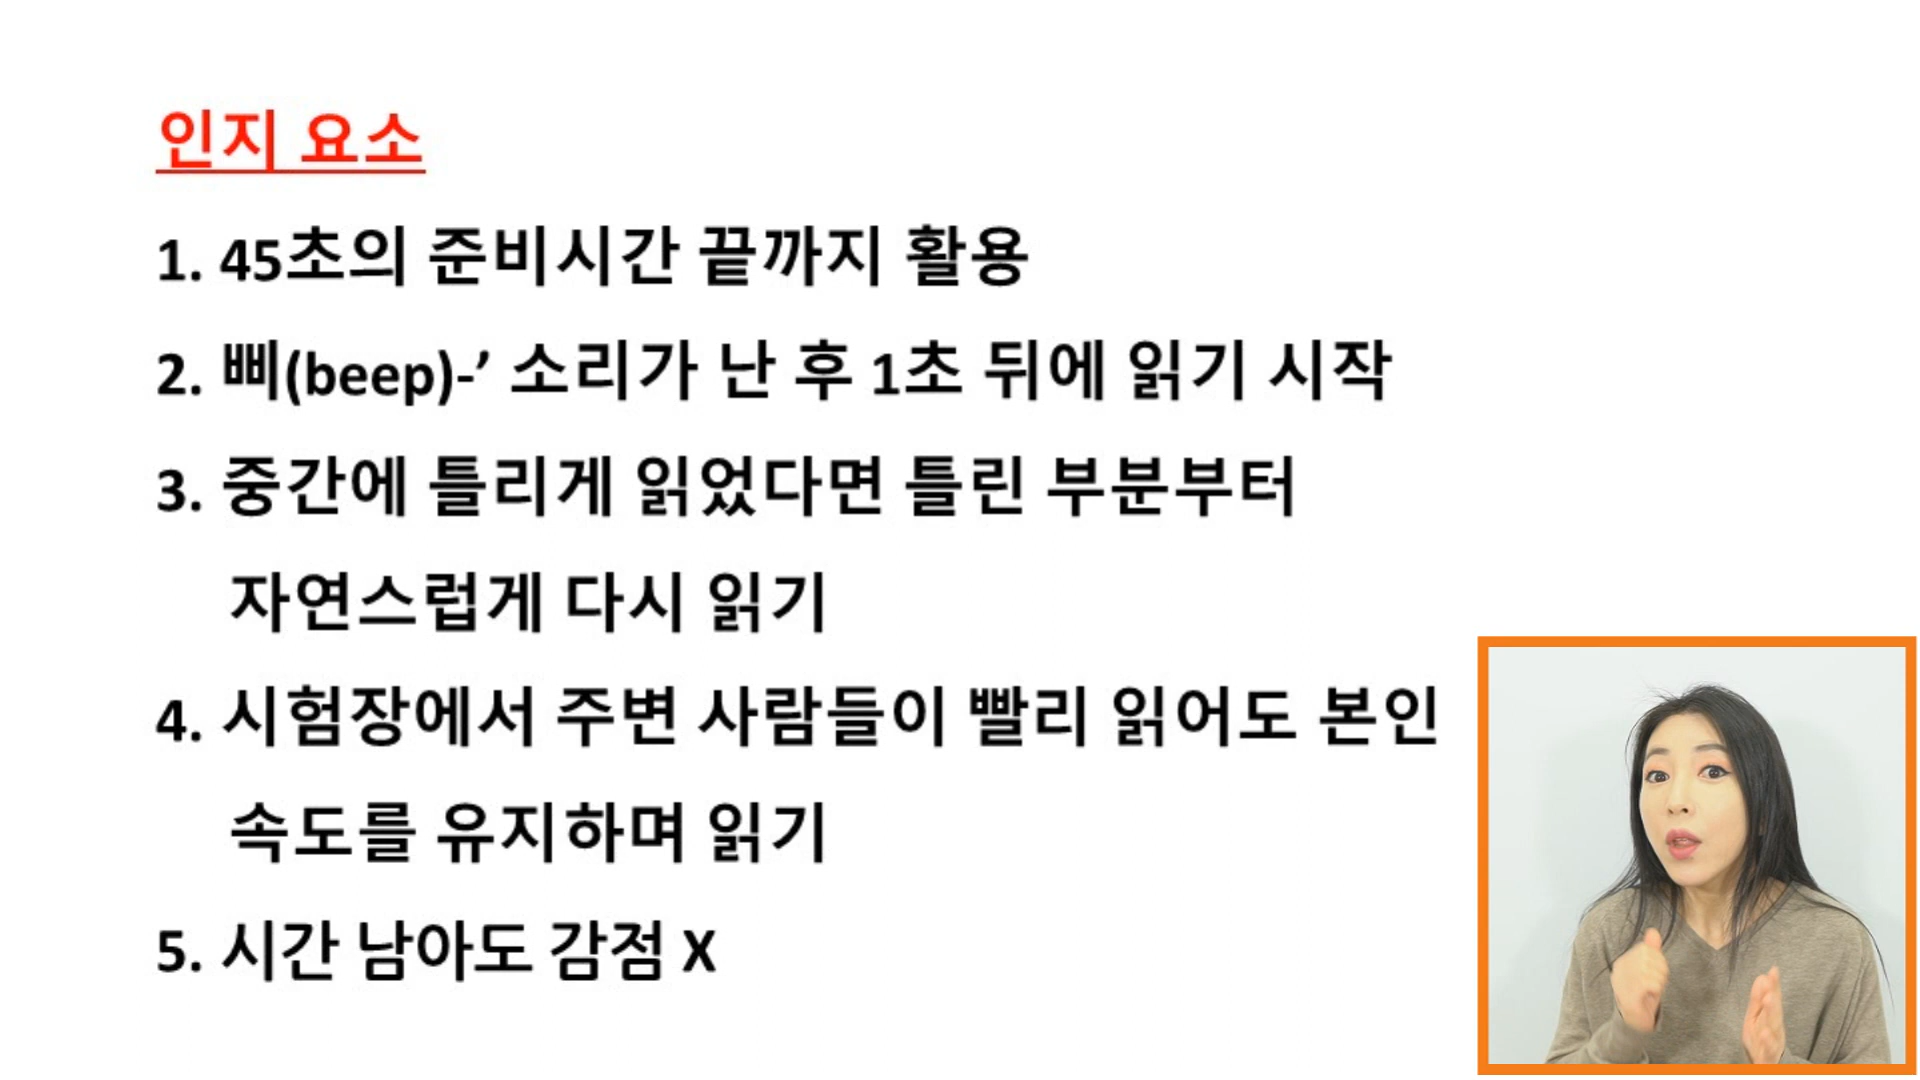 인지 요소
1. 45초의 준비시간 끝까지 활용
2. 삐(beep)-’ 소리가 난 후 1초 뒤에 읽기 시작
3. 중간에 틀리게 읽었다면 틀린 부분부터
자연스럽게 다시 읽기
4. 시험장에서 주변 사람들이 빨리 읽어도 본인
속도를 유지하며 읽기
5. 시간 남아도 감점 X